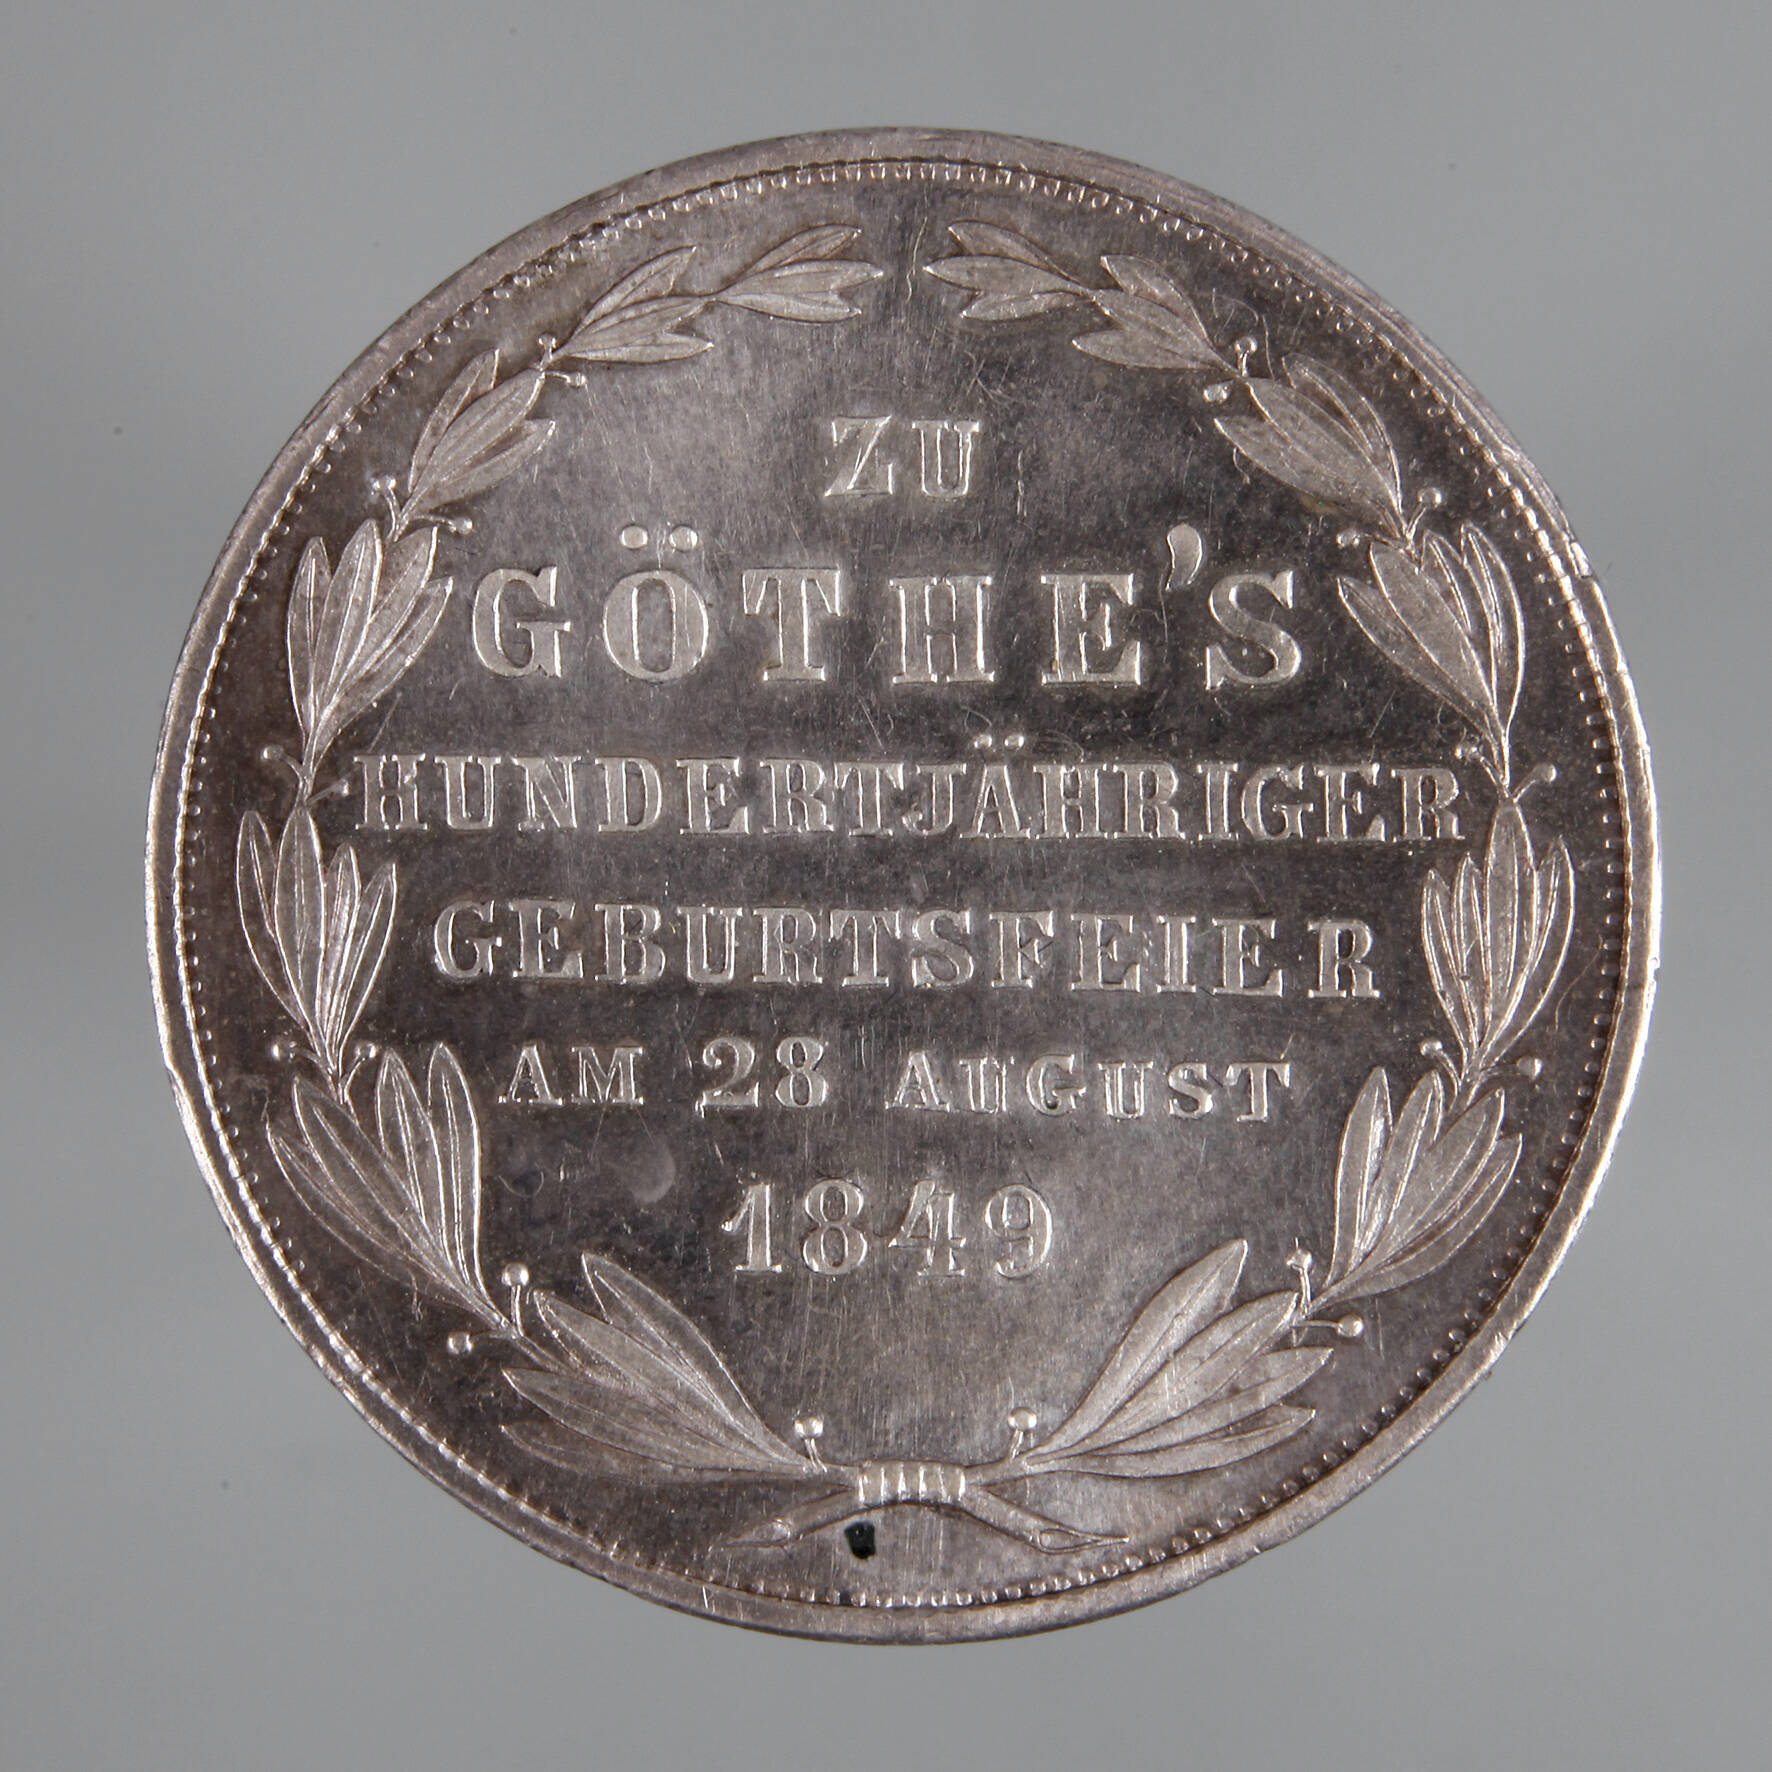 ZU
GÖTHE'S
HUNDERTJÄHRIGER
GEBURTSFEIER
AM 28 AUGUST
1849